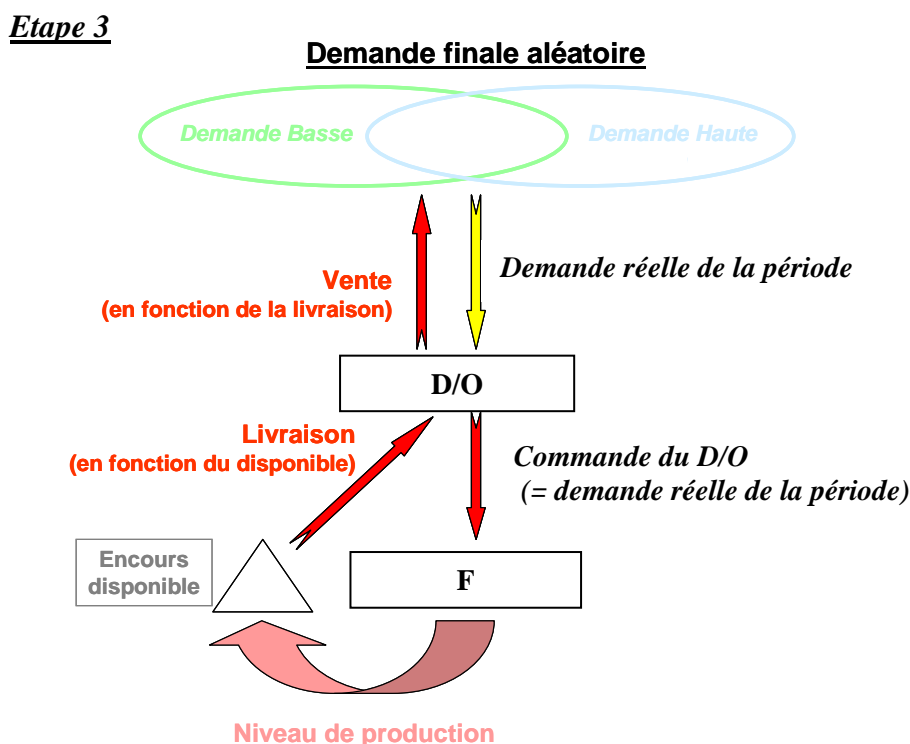 Etape 3
Demande finale aléatoire
Demande Basse
Demande Haute
Vente
(en fonction de la livraison)
Demande réelle de la période
D/O
Livraison
(en fonction du disponible)
Commande du D/O
(= demande réelle de la période)
Encours
disponible
F
Niveau de production